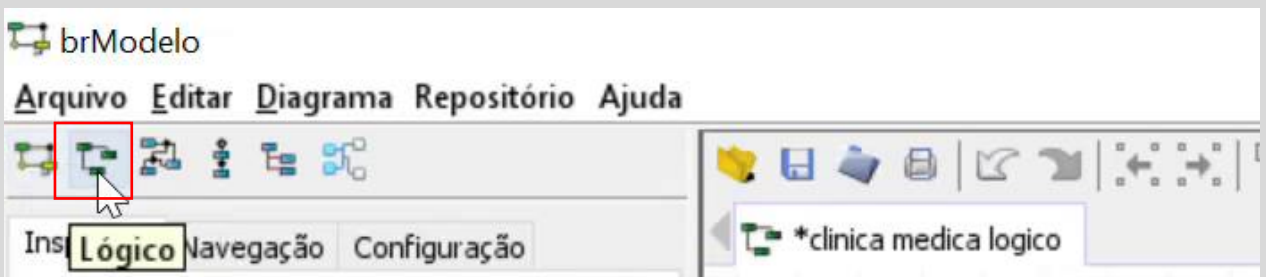 brModelo
Arquivo Editar Diagrama Repositório Ajuda
*clinica medica logico
Lógico Navegação Configuração